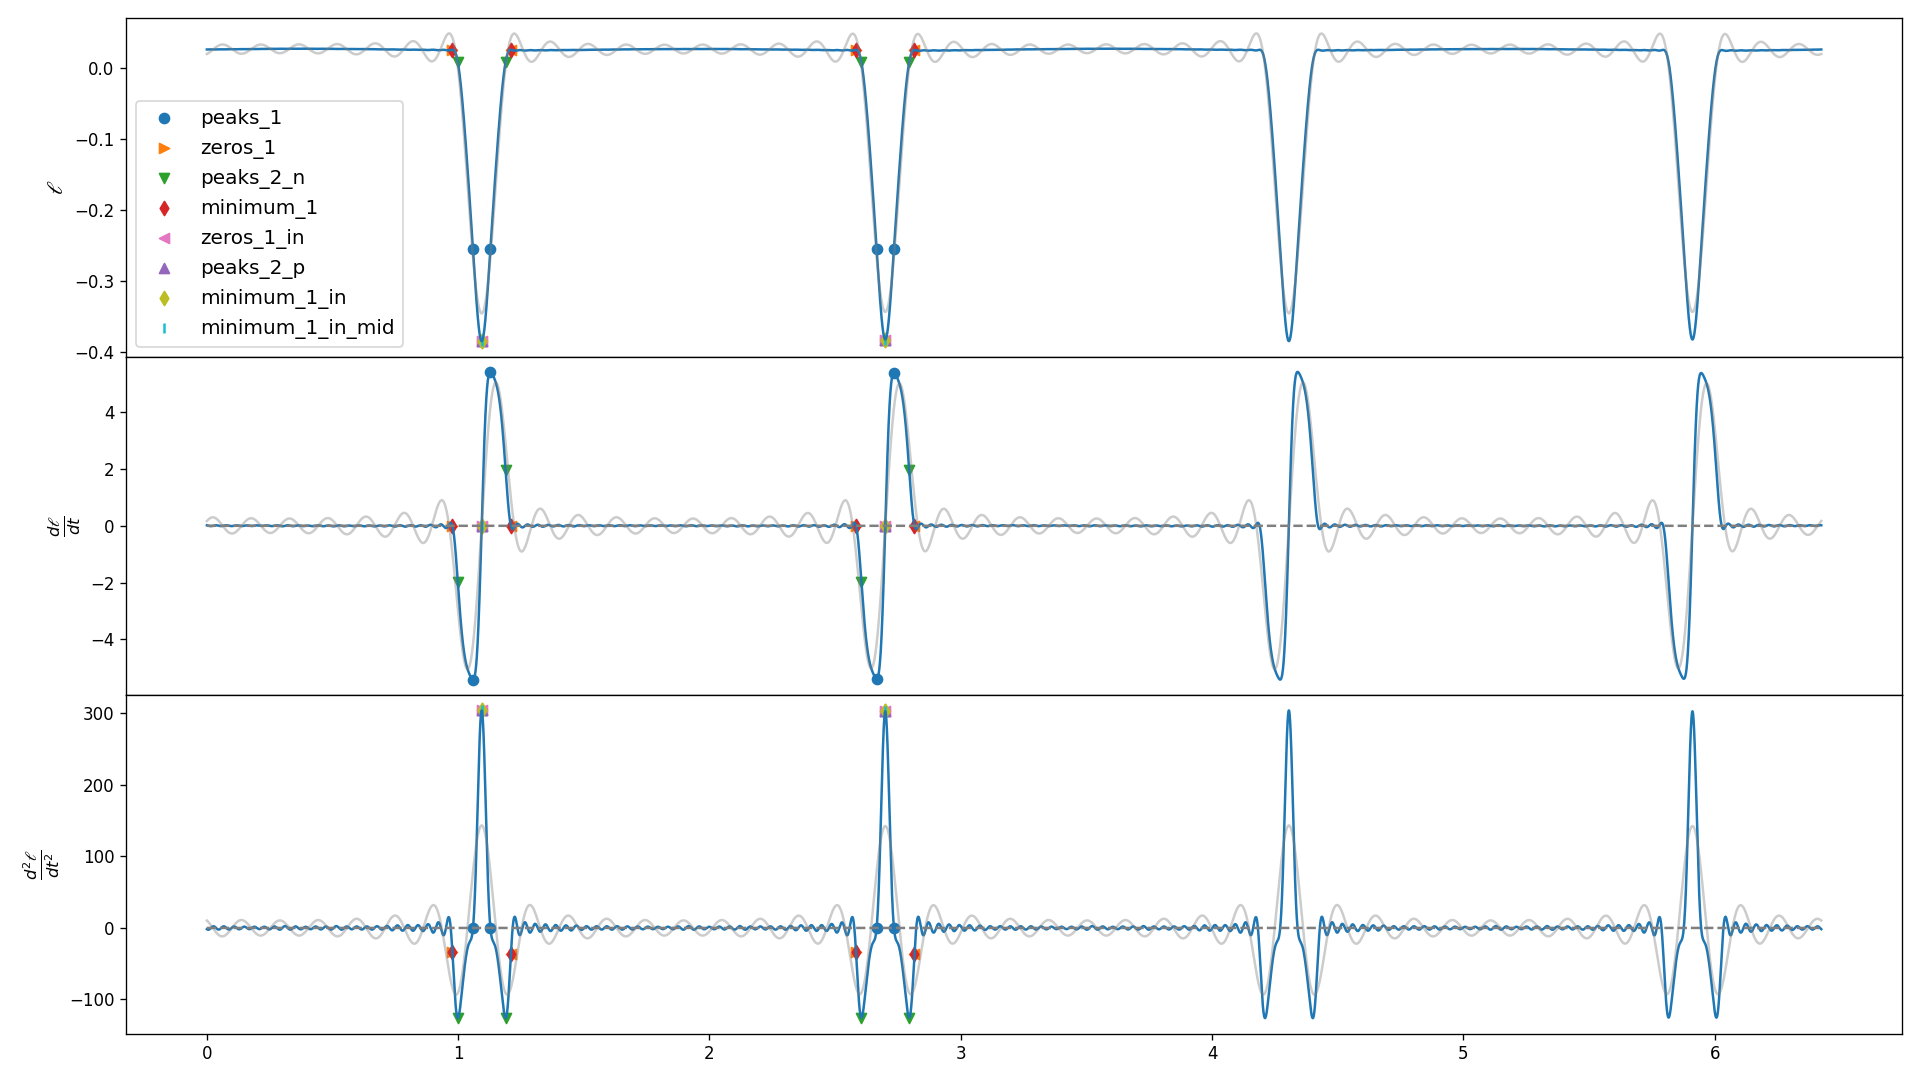 0.0
−0.1
−0.2
−0.3
−0.4
ℓ
peaks_1
zeros_1
peaks_2_n
minimum_1
zeros_1_in
peaks_2_p
minimum_1_in
minimum_1_in_mid
4
2
0
−2
−4
dℓ/dt
300
200
100
0
−100
d²ℓ/dt²
0 1 2 3 4 5 6